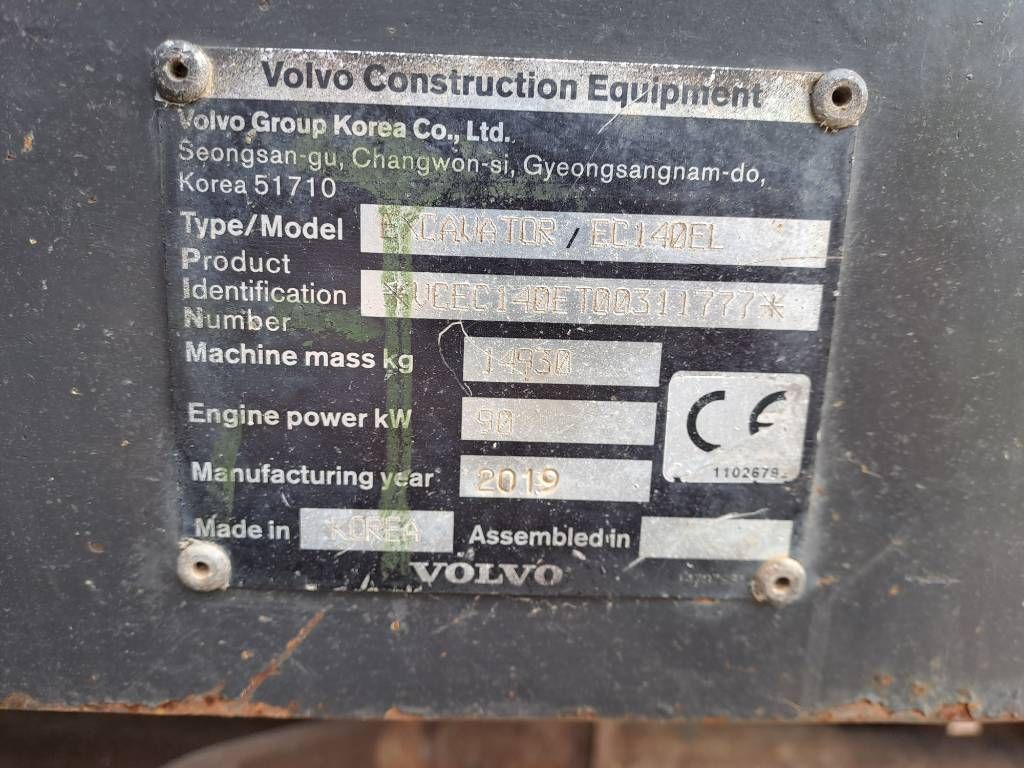 Volvo Construction Equipment
Volvo Group Korea Co., Ltd.
Seongsan-gu, Changwon-si, Gyeongsangnam-do,
Korea 51710
Type/Model EXCAVATOR / EC140EL
Product
Identification *VCEC140ET00311777*
Number
Machine mass kg 14930
Engine power kW 90
CE
Manufacturing year 2019
Made in KOREA Assembled in
VOLVO